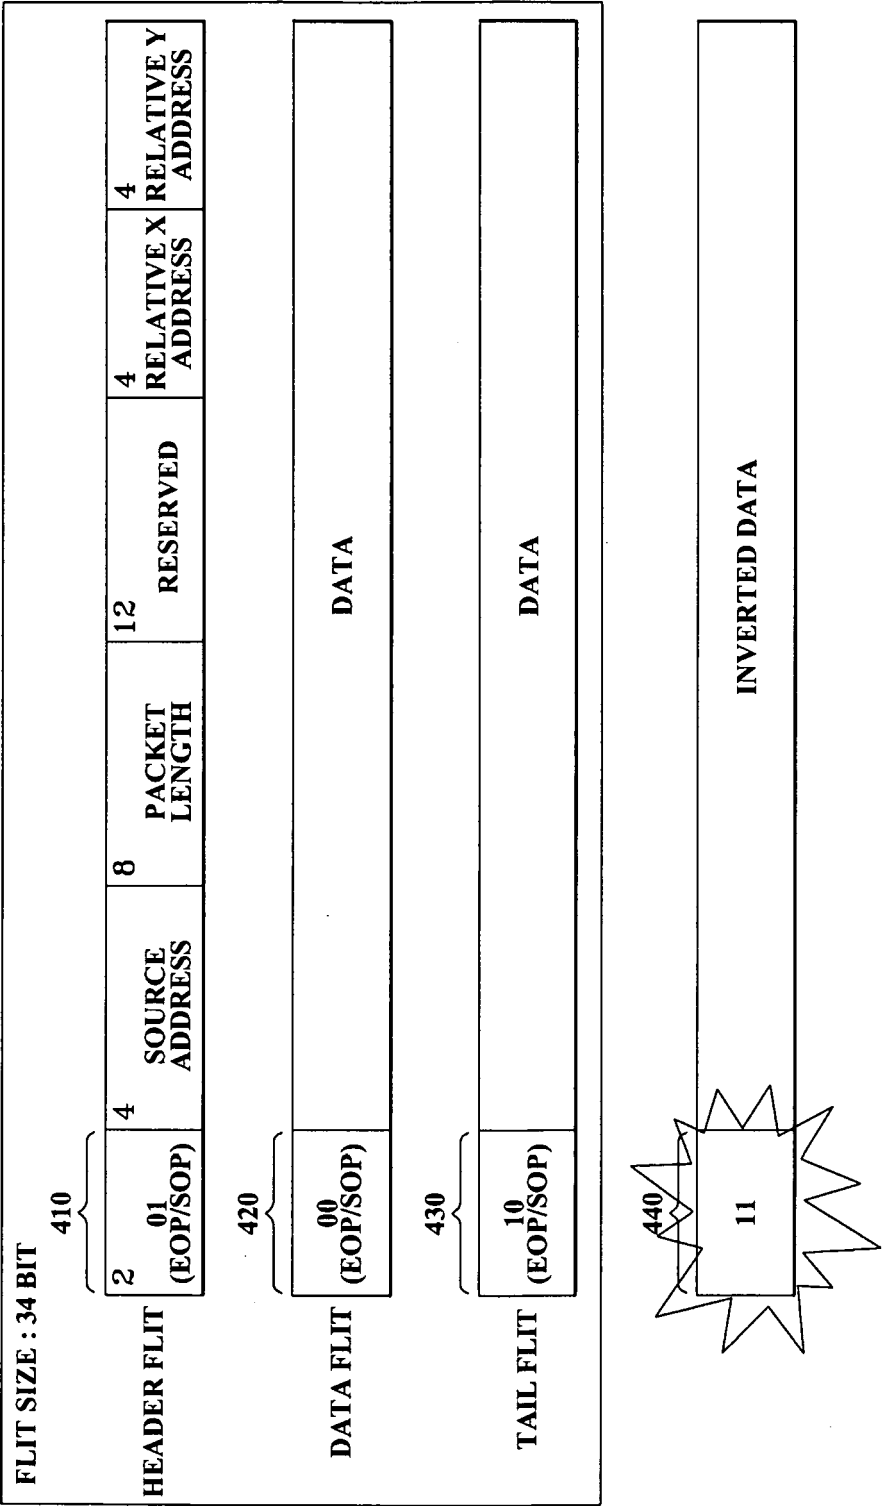 FLIT SIZE : 34 BIT
410
HEADER FLIT
2
01
(EOP/SOP)
4
SOURCE
ADDRESS
8
PACKET
LENGTH
12
RESERVED
4
RELATIVE X
ADDRESS
4
RELATIVE Y
ADDRESS
420
DATA FLIT
00
(EOP/SOP)
DATA
430
TAIL FLIT
10
(EOP/SOP)
DATA
440
11
INVERTED DATA